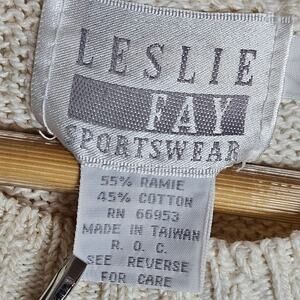 LESLIE
FAY
SPORTSWEAR
55% RAMIE
45% COTTON
RN 66953
MADE IN TAIWAN
R. O. C.
SEE REVERSE
FOR CARE